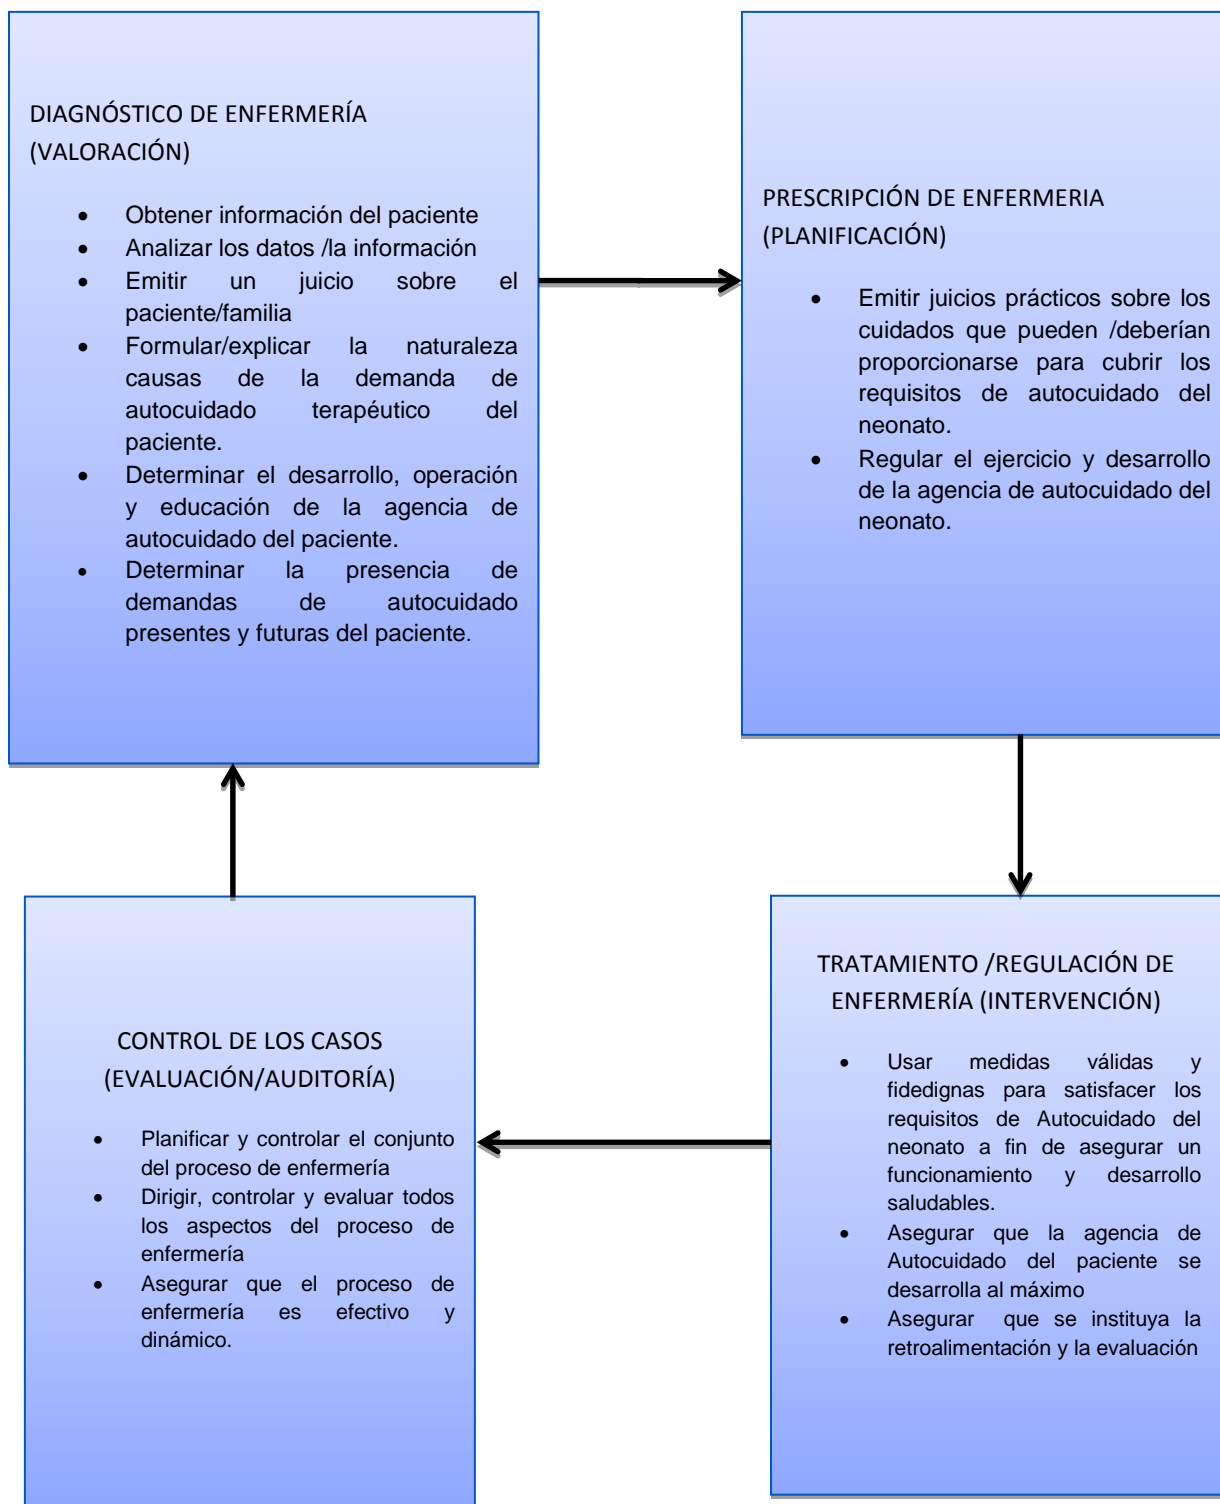 DIAGNÓSTICO DE ENFERMERÍA
(VALORACIÓN)
• Obtener información del paciente
• Analizar los datos /la información
• Emitir un juicio sobre el
paciente/familia
• Formular/explicar la naturaleza
causas de la demanda de
autocuidado terapéutico del
paciente.
• Determinar el desarrollo, operación
y educación de la agencia de
autocuidado del paciente.
• Determinar la presencia de
demandas de autocuidado
presentes y futuras del paciente.
PRESCRIPCIÓN DE ENFERMERIA
(PLANIFICACIÓN)
• Emitir juicios prácticos sobre los
cuidados que pueden /deberían
proporcionarse para cubrir los
requisitos de autocuidado del
neonato.
• Regular el ejercicio y desarrollo
de la agencia de autocuidado del
neonato.
TRATAMIENTO /REGULACIÓN DE
ENFERMERÍA (INTERVENCIÓN)
• Usar medidas válidas y
fidedignas para satisfacer los
requisitos de Autocuidado del
neonato a fin de asegurar un
funcionamiento y desarrollo
saludables.
• Asegurar que la agencia de
Autocuidado del paciente se
desarrolla al máximo
• Asegurar que se instituya la
retroalimentación y la evaluación
CONTROL DE LOS CASOS
(EVALUACIÓN/AUDITORÍA)
• Planificar y controlar el conjunto
del proceso de enfermería
• Dirigir, controlar y evaluar todos
los aspectos del proceso de
enfermería
• Asegurar que el proceso de
enfermería es efectivo y
dinámico.